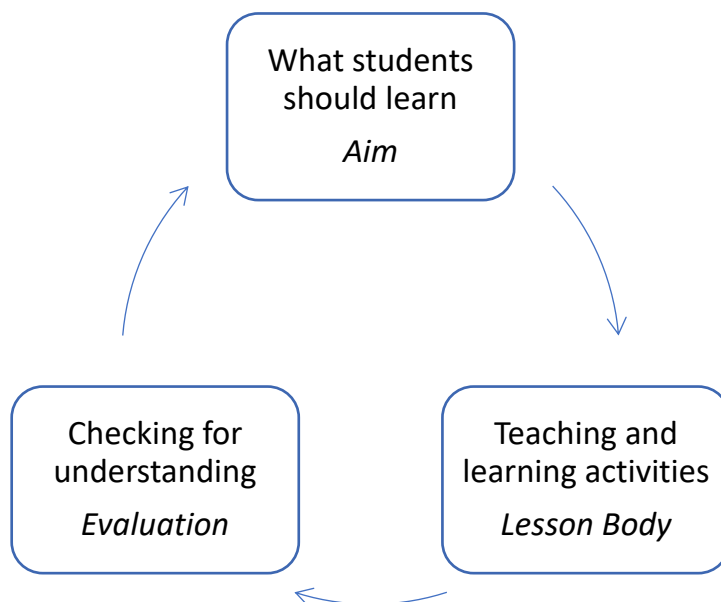 What students
should learn
Aim
Checking for
understanding
Evaluation
Teaching and
learning activities
Lesson Body